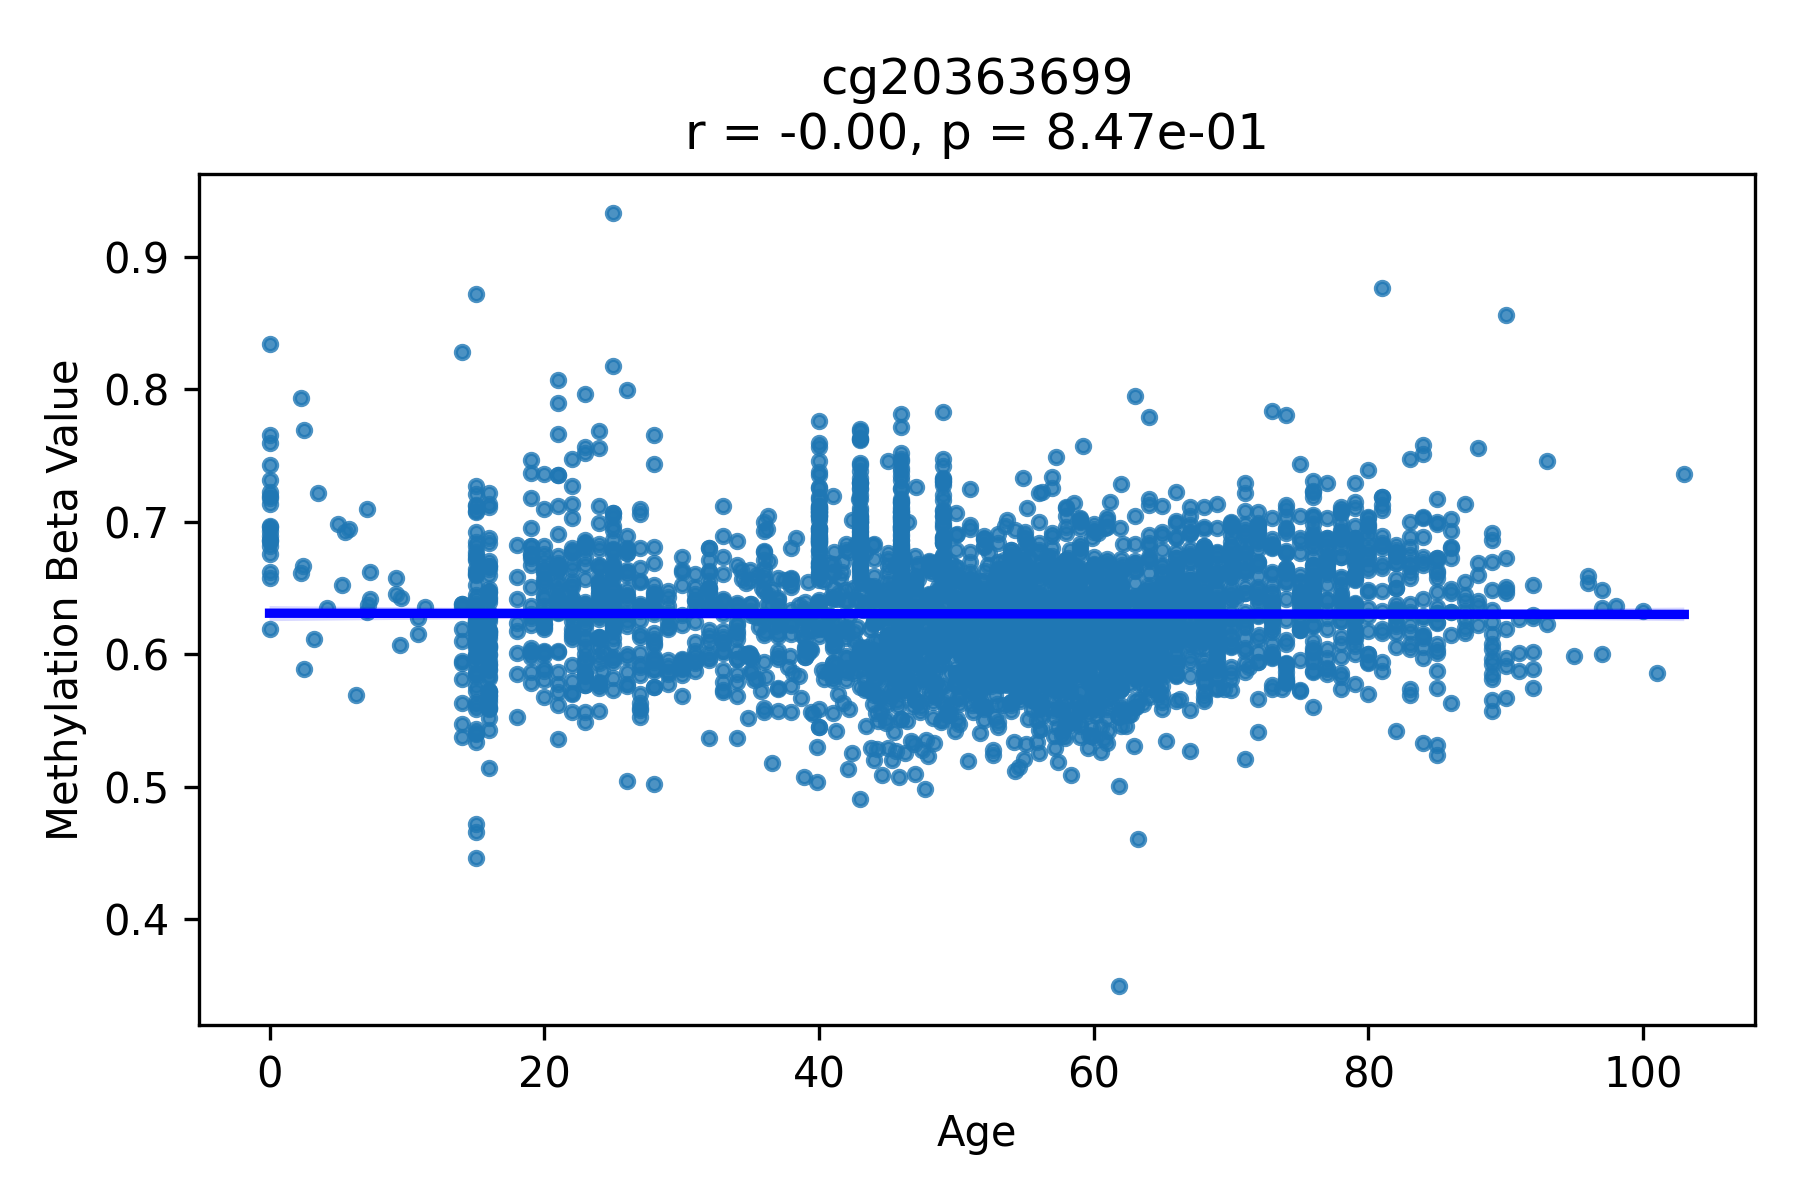 cg20363699
r = -0.00, p = 8.47e-01
Methylation Beta Value
0.9
0.8
0.7
0.6
0.5
0.4
0 20 40 60 80 100
Age